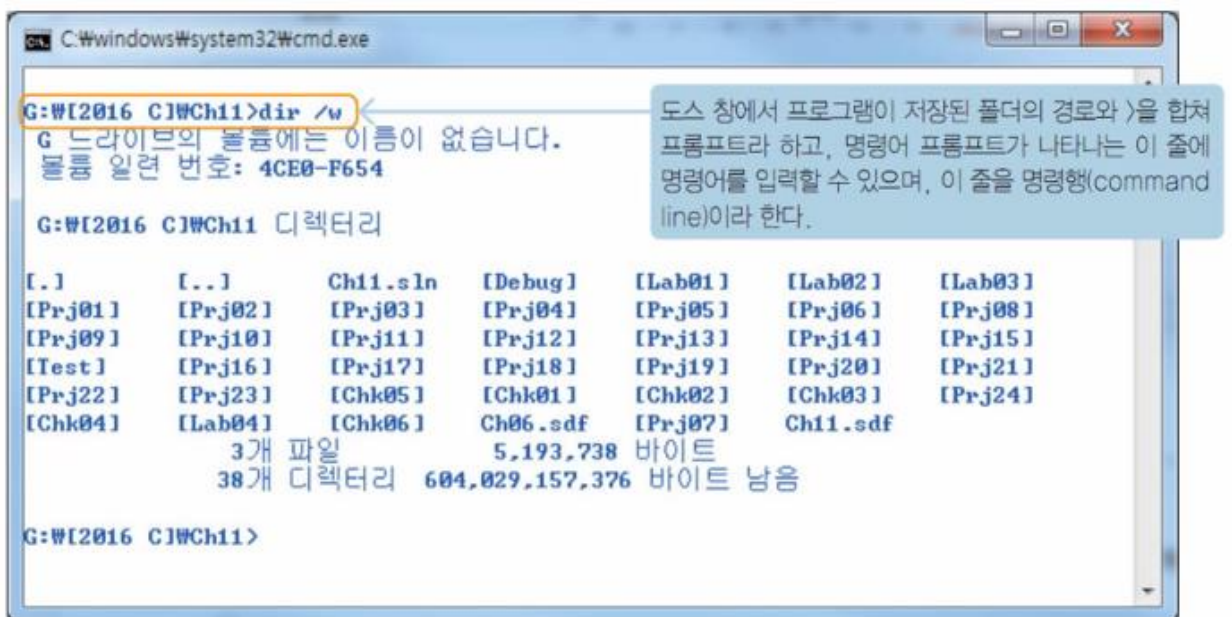 C:₩windows₩system32₩cmd.exe
G:₩[2016 C]₩Ch11>dir /w
G 드라이브의 볼륨에는 이름이 없습니다.
볼륨 일련 번호: 4CE0-F654
G:₩[2016 C]₩Ch11 디렉터리
[.] [..] Ch11.sln [Debug] [Lab01] [Lab02] [Lab03]
[Prj01] [Prj02] [Prj03] [Prj04] [Prj05] [Prj06] [Prj08]
[Prj09] [Prj10] [Prj11] [Prj12] [Prj13] [Prj14] [Prj15]
[Test] [Prj16] [Prj17] [Prj18] [Prj19] [Prj20] [Prj21]
[Prj22] [Prj23] [Chk05] [Chk01] [Chk02] [Chk03] [Prj24]
[Chk04] [Lab04] [Chk06] Ch06.sdf [Prj07] Ch11.sdf
3개 파일 5,193,738 바이트
38개 디렉터리 604,029,157,376 바이트 남음
G:₩[2016 C]₩Ch11>
도스 창에서 프로그램이 저장된 폴더의 경로와 >을 합쳐
프롬프트라 하고, 명령어 프롬프트가 나타나는 이 줄에
명령어를 입력할 수 있으며, 이 줄을 명령행(command
line)이라 한다.